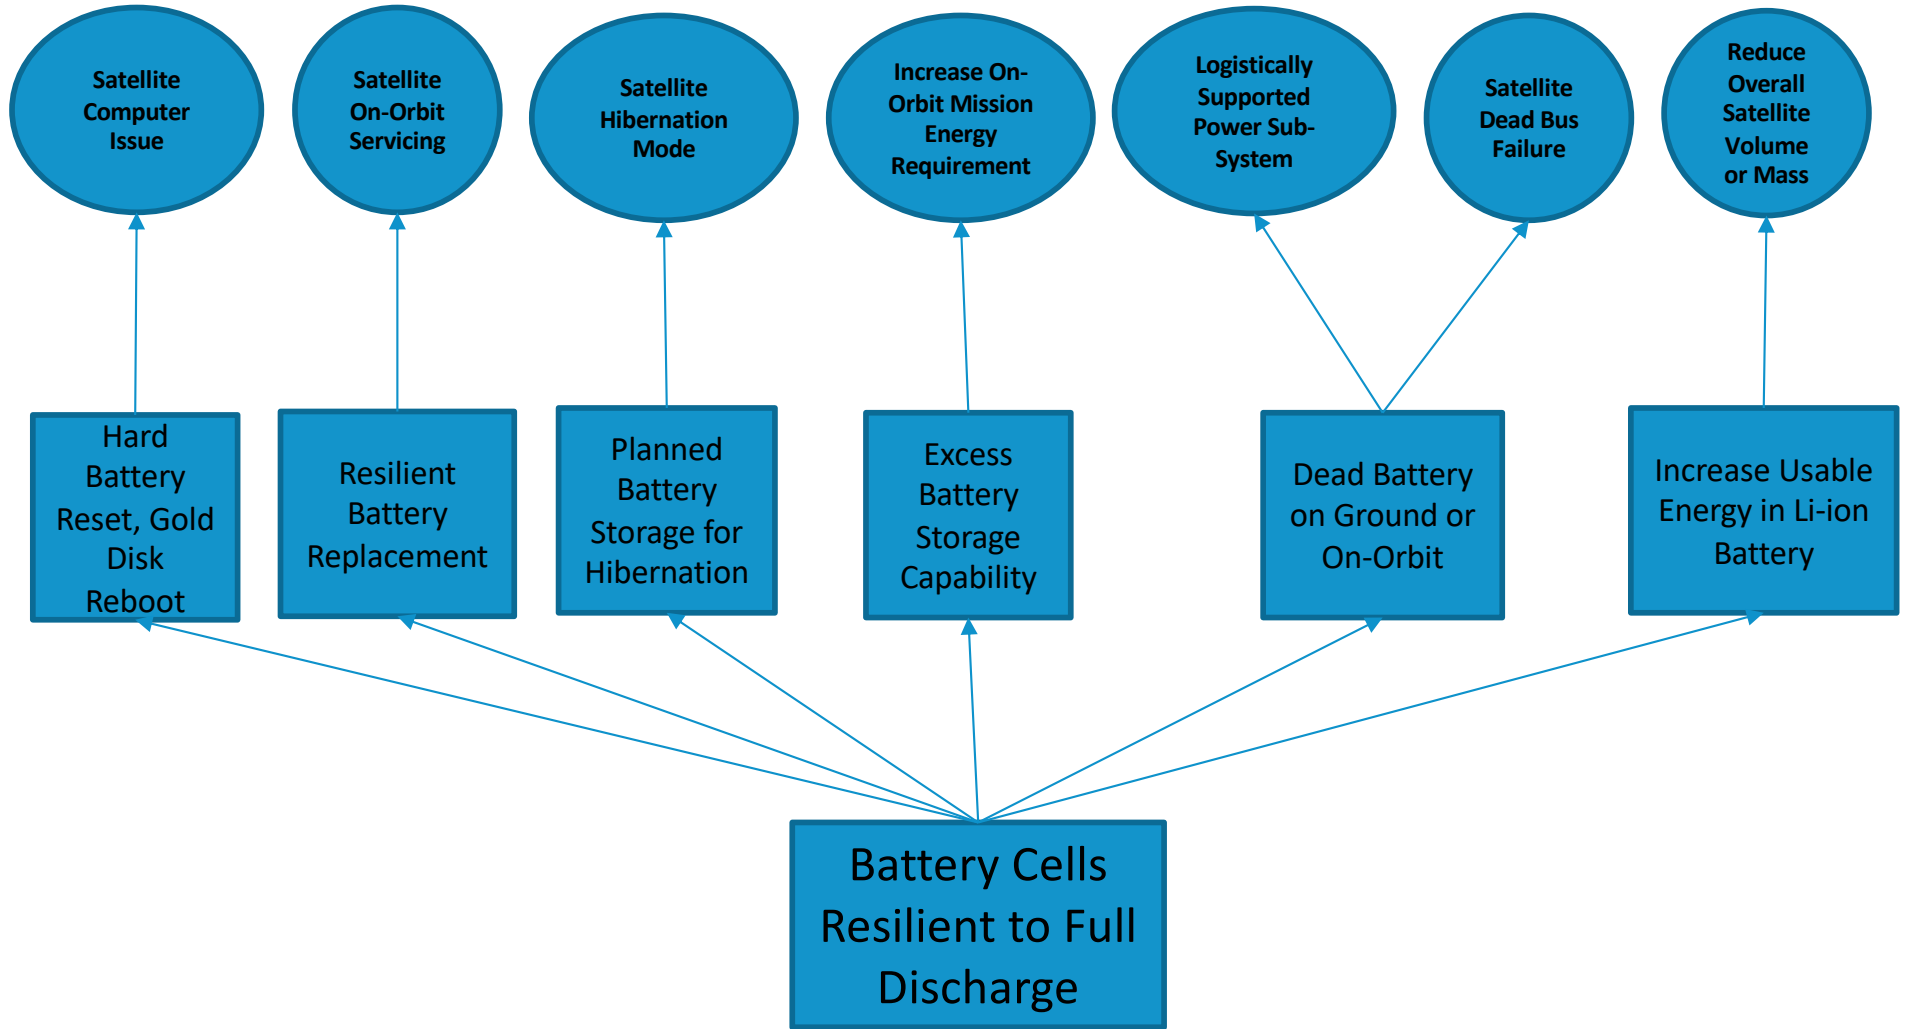 Satellite
Computer
Issue
Satellite
On-Orbit
Servicing
Satellite
Hibernation
Mode
Increase On-
Orbit Mission
Energy
Requirement
Logistically
Supported
Power Sub-
System
Satellite
Dead Bus
Failure
Reduce
Overall
Satellite
Volume
or Mass
Hard
Battery
Reset, Gold
Disk
Reboot
Resilient
Battery
Replacement
Planned
Battery
Storage for
Hibernation
Excess
Battery
Storage
Capability
Dead Battery
on Ground or
On-Orbit
Increase Usable
Energy in Li-ion
Battery
Battery Cells
Resilient to Full
Discharge